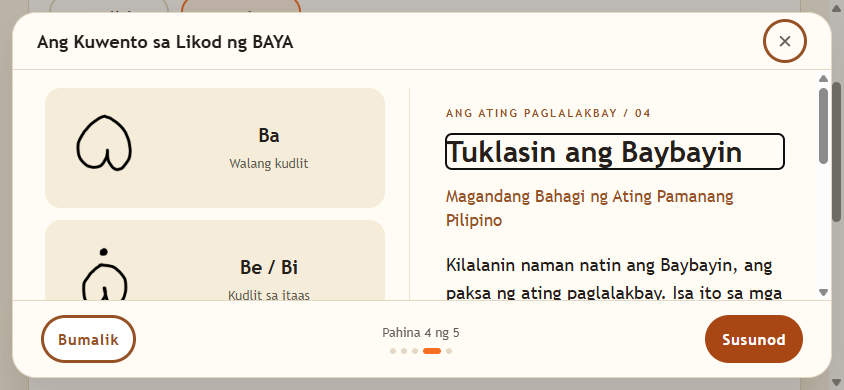 Ang Kuwento sa Likod ng BAYA
ᜊ
Ba
Walang kudlit
ᜊᜒ
Be / Bi
Kudlit sa itaas
ANG ATING PAGLALAKBAY / 04
Tuklasin ang Baybayin
Magandang Bahagi ng Ating Pamanang
Pilipino
Kilalanin naman natin ang Baybayin, ang
paksa ng ating paglalakbay. Isa ito sa mga
Bumalik
Pahina 4 ng 5
Susunod